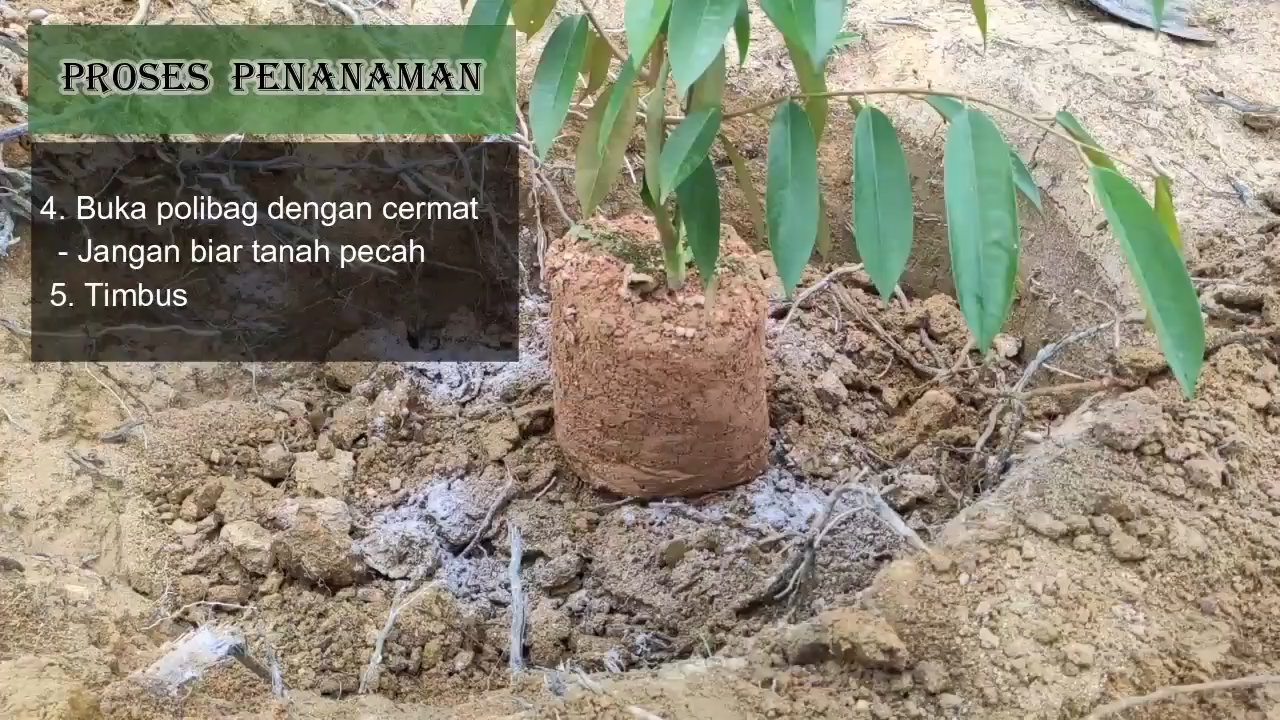 PROSES PENANAMAN
4. Buka polibag dengan cermat
- Jangan biar tanah pecah
5. Timbus